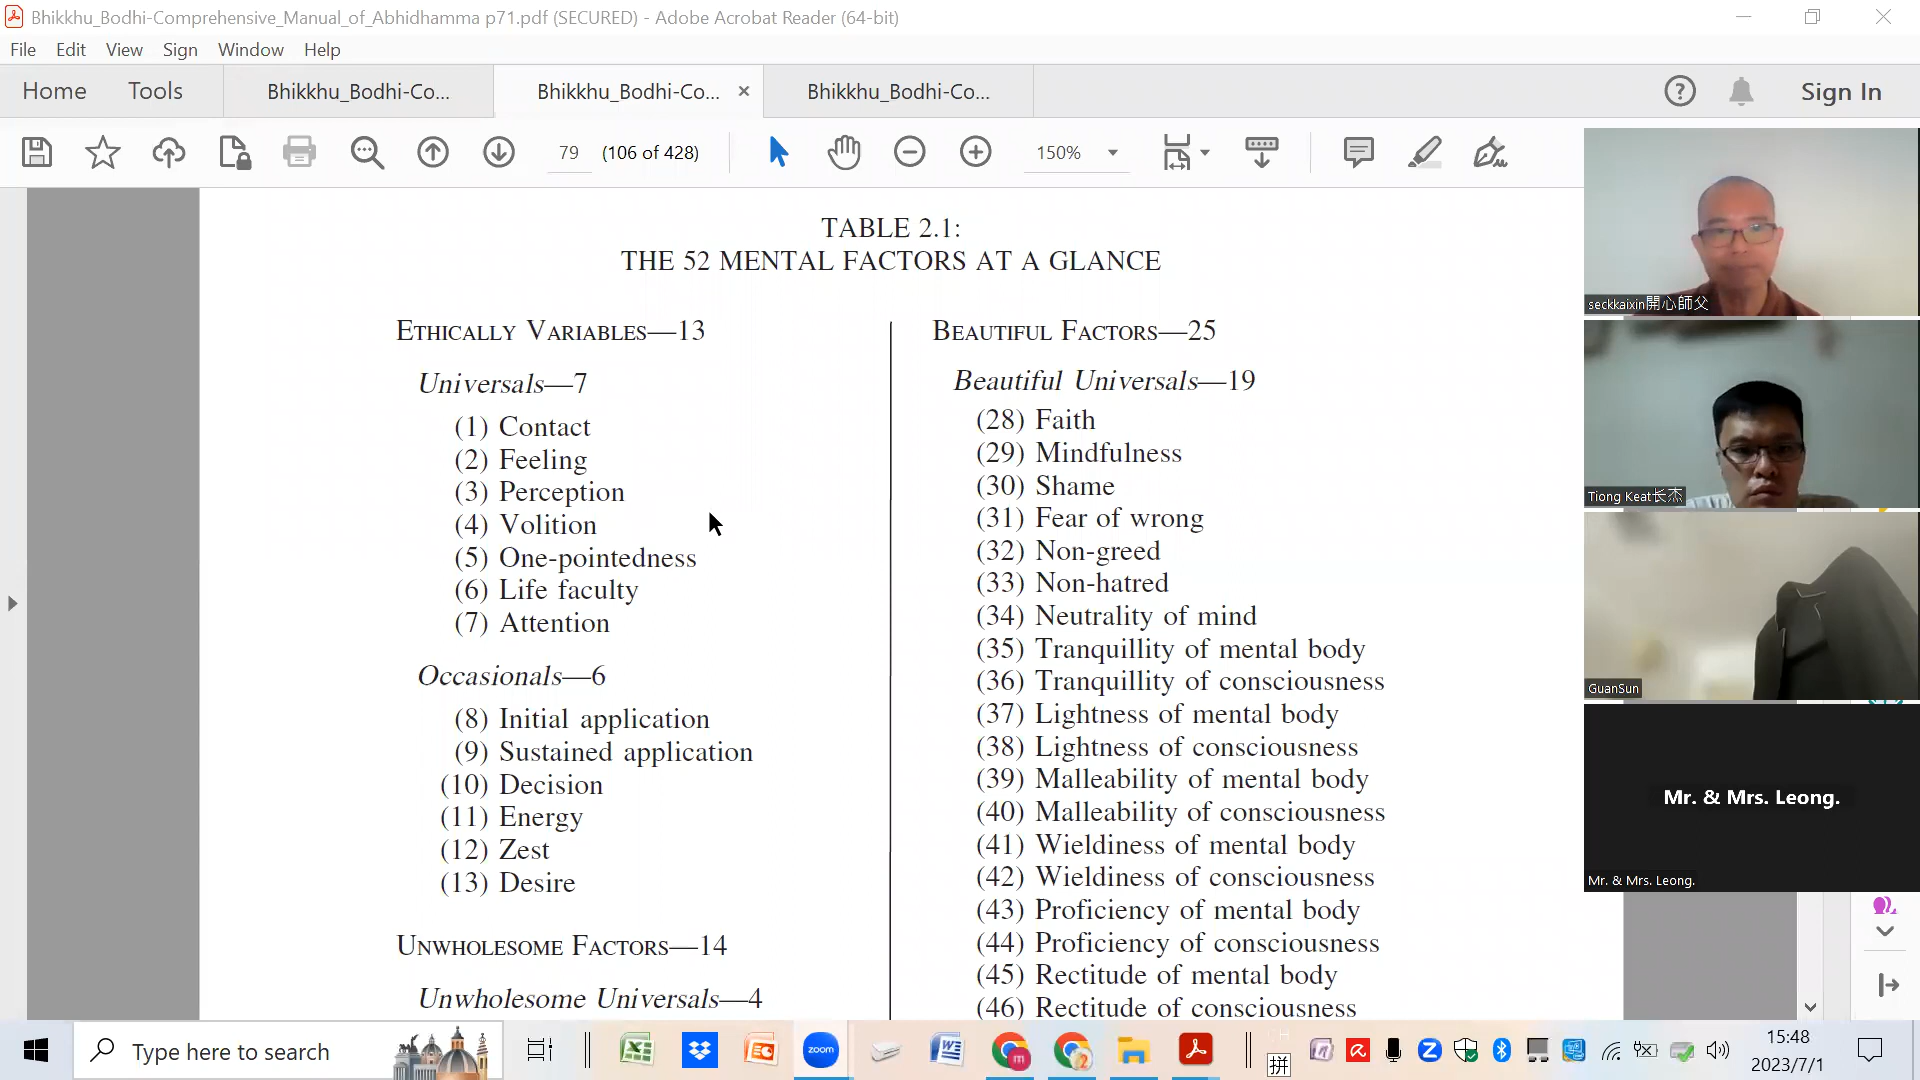 Bhikkhu_Bodhi-Comprehensive_Manual_of_Abhidhamma p71.pdf (SECURED) - Adobe Acrobat Reader (64-bit)
File Edit View Sign Window Help
Home Tools Bhikkhu_Bodhi-Co... Bhikkhu_Bodhi-Co... × Bhikkhu_Bodhi-Co... Sign In
79 (106 of 428) 150%
TABLE 2.1:
THE 52 MENTAL FACTORS AT A GLANCE
ETHICALLY VARIABLES—13
Universals—7
(1) Contact
(2) Feeling
(3) Perception
(4) Volition
(5) One-pointedness
(6) Life faculty
(7) Attention
Occasionals—6
(8) Initial application
(9) Sustained application
(10) Decision
(11) Energy
(12) Zest
(13) Desire
UNWHOLESOME FACTORS—14
Unwholesome Universals—4
BEAUTIFUL FACTORS—25
Beautiful Universals—19
(28) Faith
(29) Mindfulness
(30) Shame
(31) Fear of wrong
(32) Non-greed
(33) Non-hatred
(34) Neutrality of mind
(35) Tranquillity of mental body
(36) Tranquillity of consciousness
(37) Lightness of mental body
(38) Lightness of consciousness
(39) Malleability of mental body
(40) Malleability of consciousness
(41) Wieldiness of mental body
(42) Wieldiness of consciousness
(43) Proficiency of mental body
(44) Proficiency of consciousness
(45) Rectitude of mental body
(46) Rectitude of consciousness
seckkaixin開心師父
Tiong Keat长杰
GuanSun
Mr. & Mrs. Leong.
Mr. & Mrs. Leong.
Type here to search
zoom
拼
15:48
2023/7/1